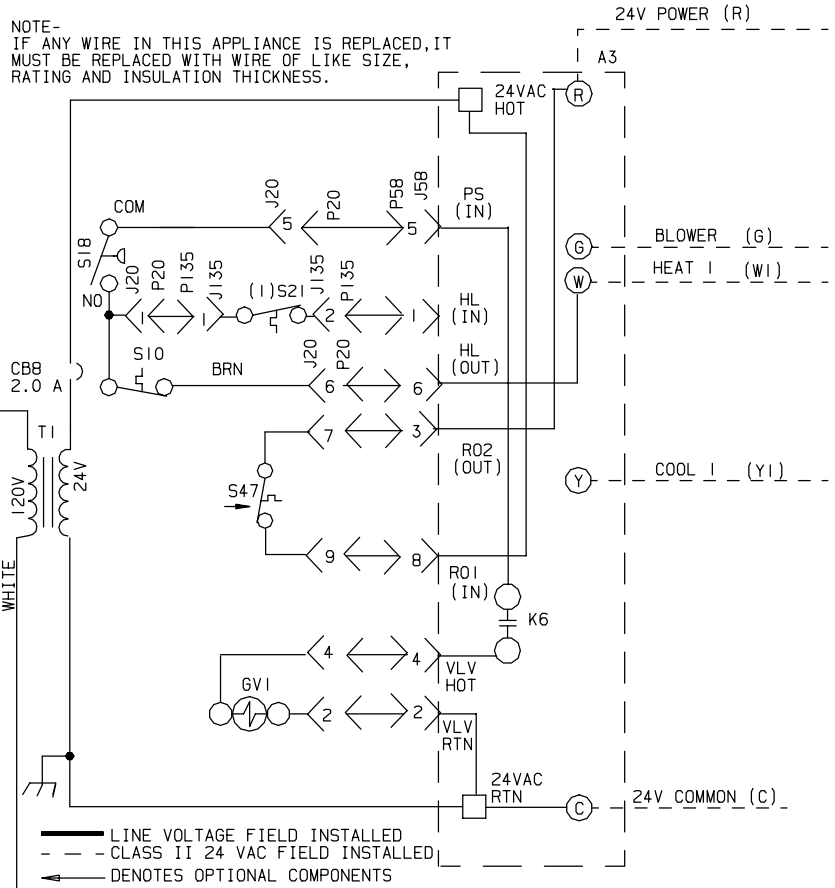 24V POWER (R)
NOTE-
IF ANY WIRE IN THIS APPLIANCE IS REPLACED,IT
MUST BE REPLACED WITH WIRE OF LIKE SIZE,
RATING AND INSULATION THICKNESS.
A3
24VAC
HOT
R
COM
J20
P20
P58
J58
PS
(IN)
5
5
S18
J20
P20
P135
J135
(1)S21
J135
P135
NO
1
1
2
1
HL
(IN)
G
BLOWER (G)
W
HEAT 1 (W1)
S10
BRN
J20
P20
HL
(OUT)
6
6
CB8
2.0 A
T1
120V
24V
7
3
RO2
(OUT)
S47
Y
COOL 1 (Y1)
9
8
RO1
(IN)
WHITE
K6
4
4
VLV
HOT
GV1
2
2
VLV
RTN
24VAC
RTN
C
24V COMMON (C)
LINE VOLTAGE FIELD INSTALLED
CLASS II 24 VAC FIELD INSTALLED
DENOTES OPTIONAL COMPONENTS